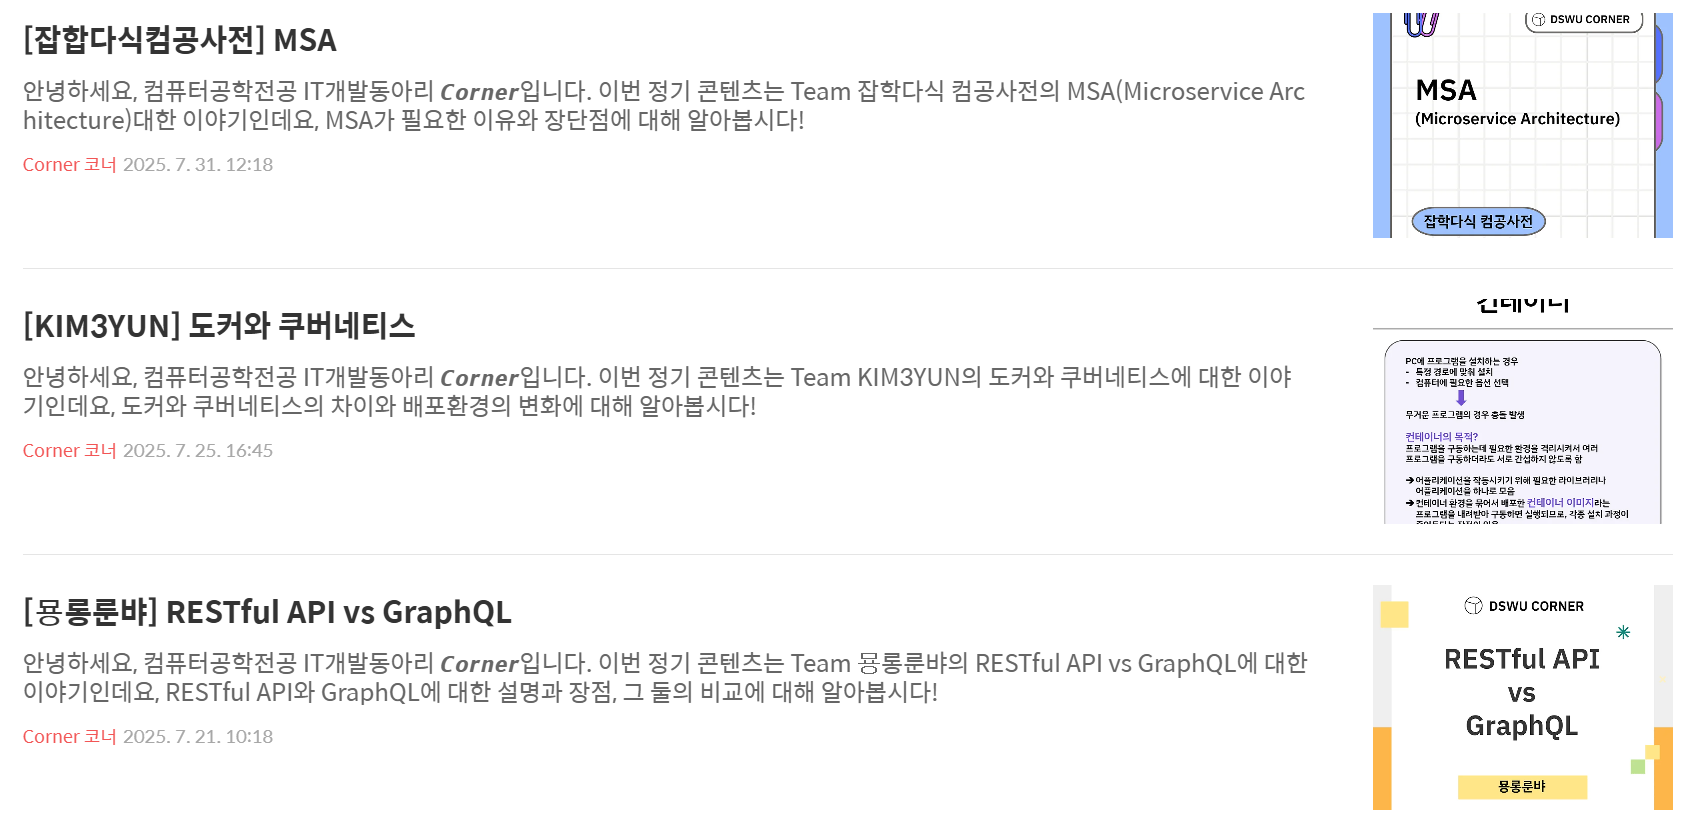 [잡합다식컴공사전] MSA
안녕하세요, 컴퓨터공학전공 IT개발동아리 Corner입니다. 이번 정기 콘텐츠는 Team 잡학다식 컴공사전의 MSA(Microservice Arc
hitecture)대한 이야기인데요, MSA가 필요한 이유와 장단점에 대해 알아봅시다!
Corner 코너 2025. 7. 31. 12:18
DSWU CORNER
MSA
(Microservice Architecture)
잡학다식 컴공사전
[KIM3YUN] 도커와 쿠버네티스
안녕하세요, 컴퓨터공학전공 IT개발동아리 Corner입니다. 이번 정기 콘텐츠는 Team KIM3YUN의 도커와 쿠버네티스에 대한 이야
기인데요, 도커와 쿠버네티스의 차이와 배포환경의 변화에 대해 알아봅시다!
Corner 코너 2025. 7. 25. 16:45
컨테이너
PC에 프로그램을 설치하는 경우
- 특정 경로에 맞춰 설치
- 컴퓨터에 필요한 옵션 선택
무거운 프로그램의 경우 충돌 발생
컨테이너의 목적?
프로그램을 구동하는데 필요한 환경을 격리시켜서 여러
프로그램을 구동하더라도 서로 간섭하지 않도록 함
➔ 어플리케이션을 작동시키기 위해 필요한 라이브러리나
어플리케이션을 하나로 모음
➔ 컨테이너 환경을 묶어서 배포한 컨테이너 이미지라는
프로그램을 내려받아 구동하면 실행되므로, 각종 설치 과정이
[묭롱룬뱌] RESTful API vs GraphQL
안녕하세요, 컴퓨터공학전공 IT개발동아리 Corner입니다. 이번 정기 콘텐츠는 Team 묭롱룬뱌의 RESTful API vs GraphQL에 대한
이야기인데요, RESTful API와 GraphQL에 대한 설명과 장점, 그 둘의 비교에 대해 알아봅시다!
Corner 코너 2025. 7. 21. 10:18
DSWU CORNER
RESTful API
vs
GraphQL
묭롱룬뱌